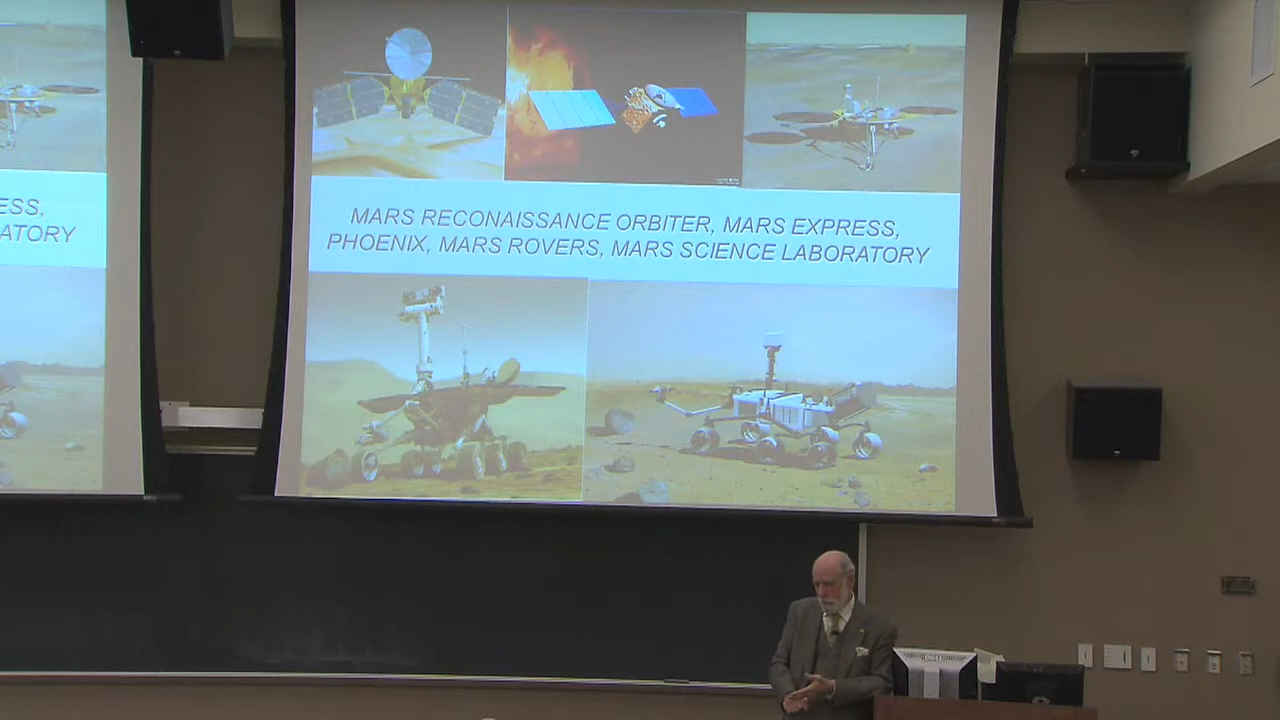 ESS,
ATORY
MARS RECONAISSANCE ORBITER, MARS EXPRESS,
PHOENIX, MARS ROVERS, MARS SCIENCE LABORATORY